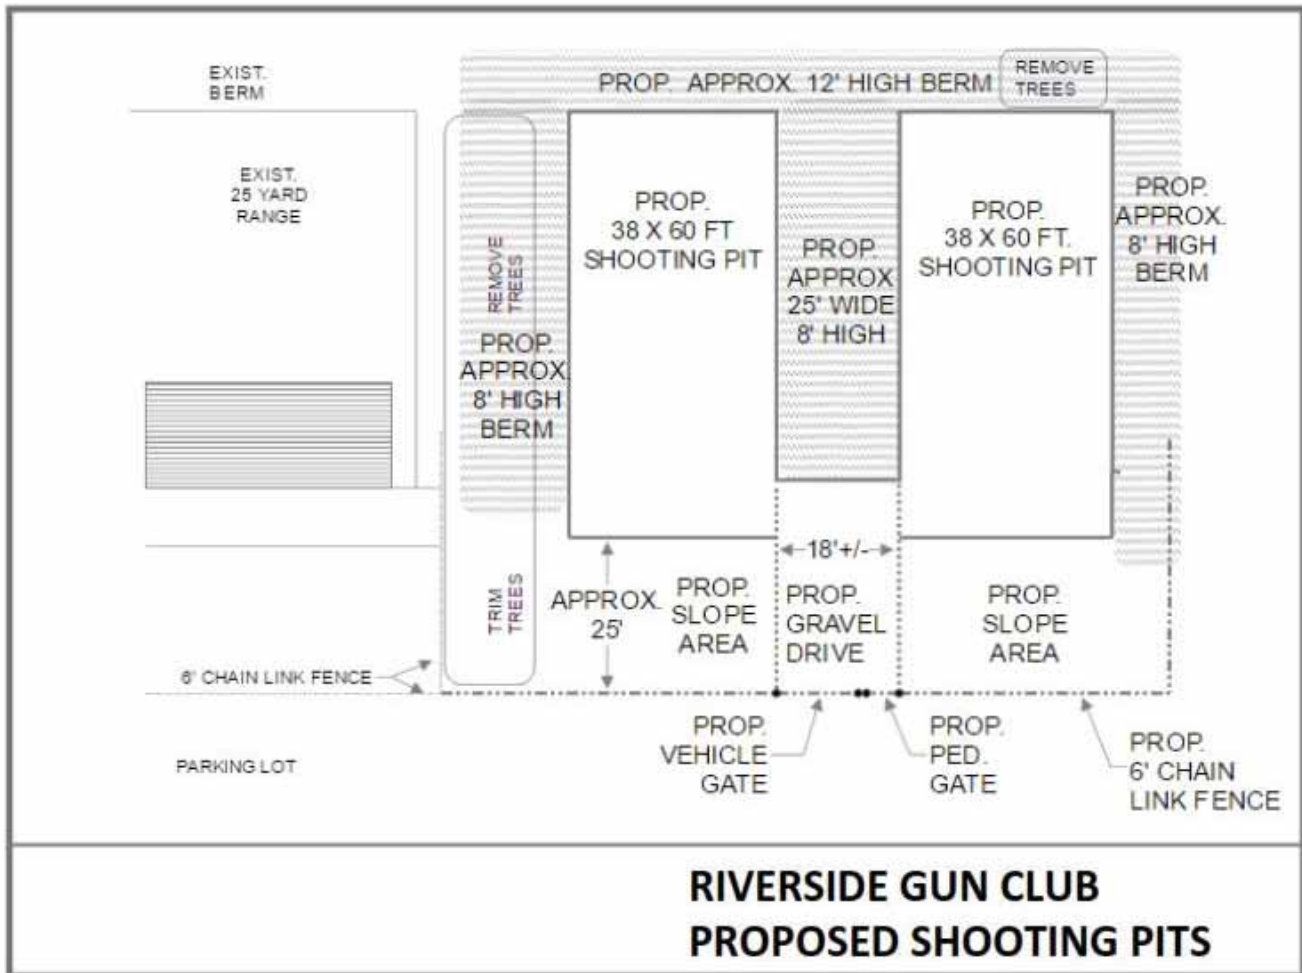 EXIST.
BERM
PROP. APPROX. 12' HIGH BERM
REMOVE
TREES
EXIST.
25 YARD
RANGE
REMOVE
TREES
PROP.
APPROX.
8' HIGH
BERM
PROP.
38 X 60 FT
SHOOTING PIT
PROP.
APPROX
25' WIDE
8' HIGH
PROP.
38 X 60 FT.
SHOOTING PIT
PROP.
APPROX.
8' HIGH
BERM
TRIM
TREES
APPROX.
25'
PROP.
SLOPE
AREA
18'+/-
PROP.
GRAVEL
DRIVE
PROP.
SLOPE
AREA
6' CHAIN LINK FENCE
PARKING LOT
PROP.
VEHICLE
GATE
PROP.
PED.
GATE
PROP.
6' CHAIN
LINK FENCE
RIVERSIDE GUN CLUB
PROPOSED SHOOTING PITS